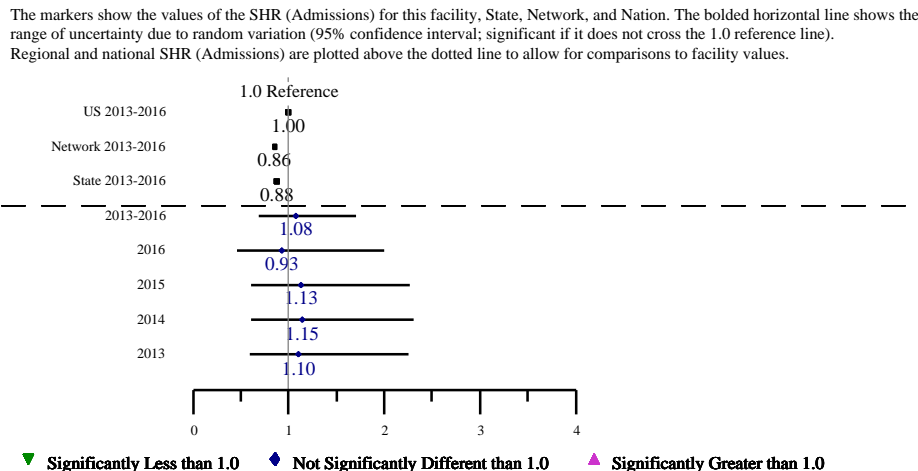 The markers show the values of the SHR (Admissions) for this facility, State, Network, and Nation. The bolded horizontal line shows the
range of uncertainty due to random variation (95% confidence interval; significant if it does not cross the 1.0 reference line).
Regional and national SHR (Admissions) are plotted above the dotted line to allow for comparisons to facility values.
1.0 Reference
US 2013-2016
1.00
Network 2013-2016
0.86
State 2013-2016
0.88
2013-2016
1.08
2016
0.93
2015
1.13
2014
1.15
2013
1.10
0 1 2 3 4
Significantly Less than 1.0 Not Significantly Different than 1.0 Significantly Greater than 1.0